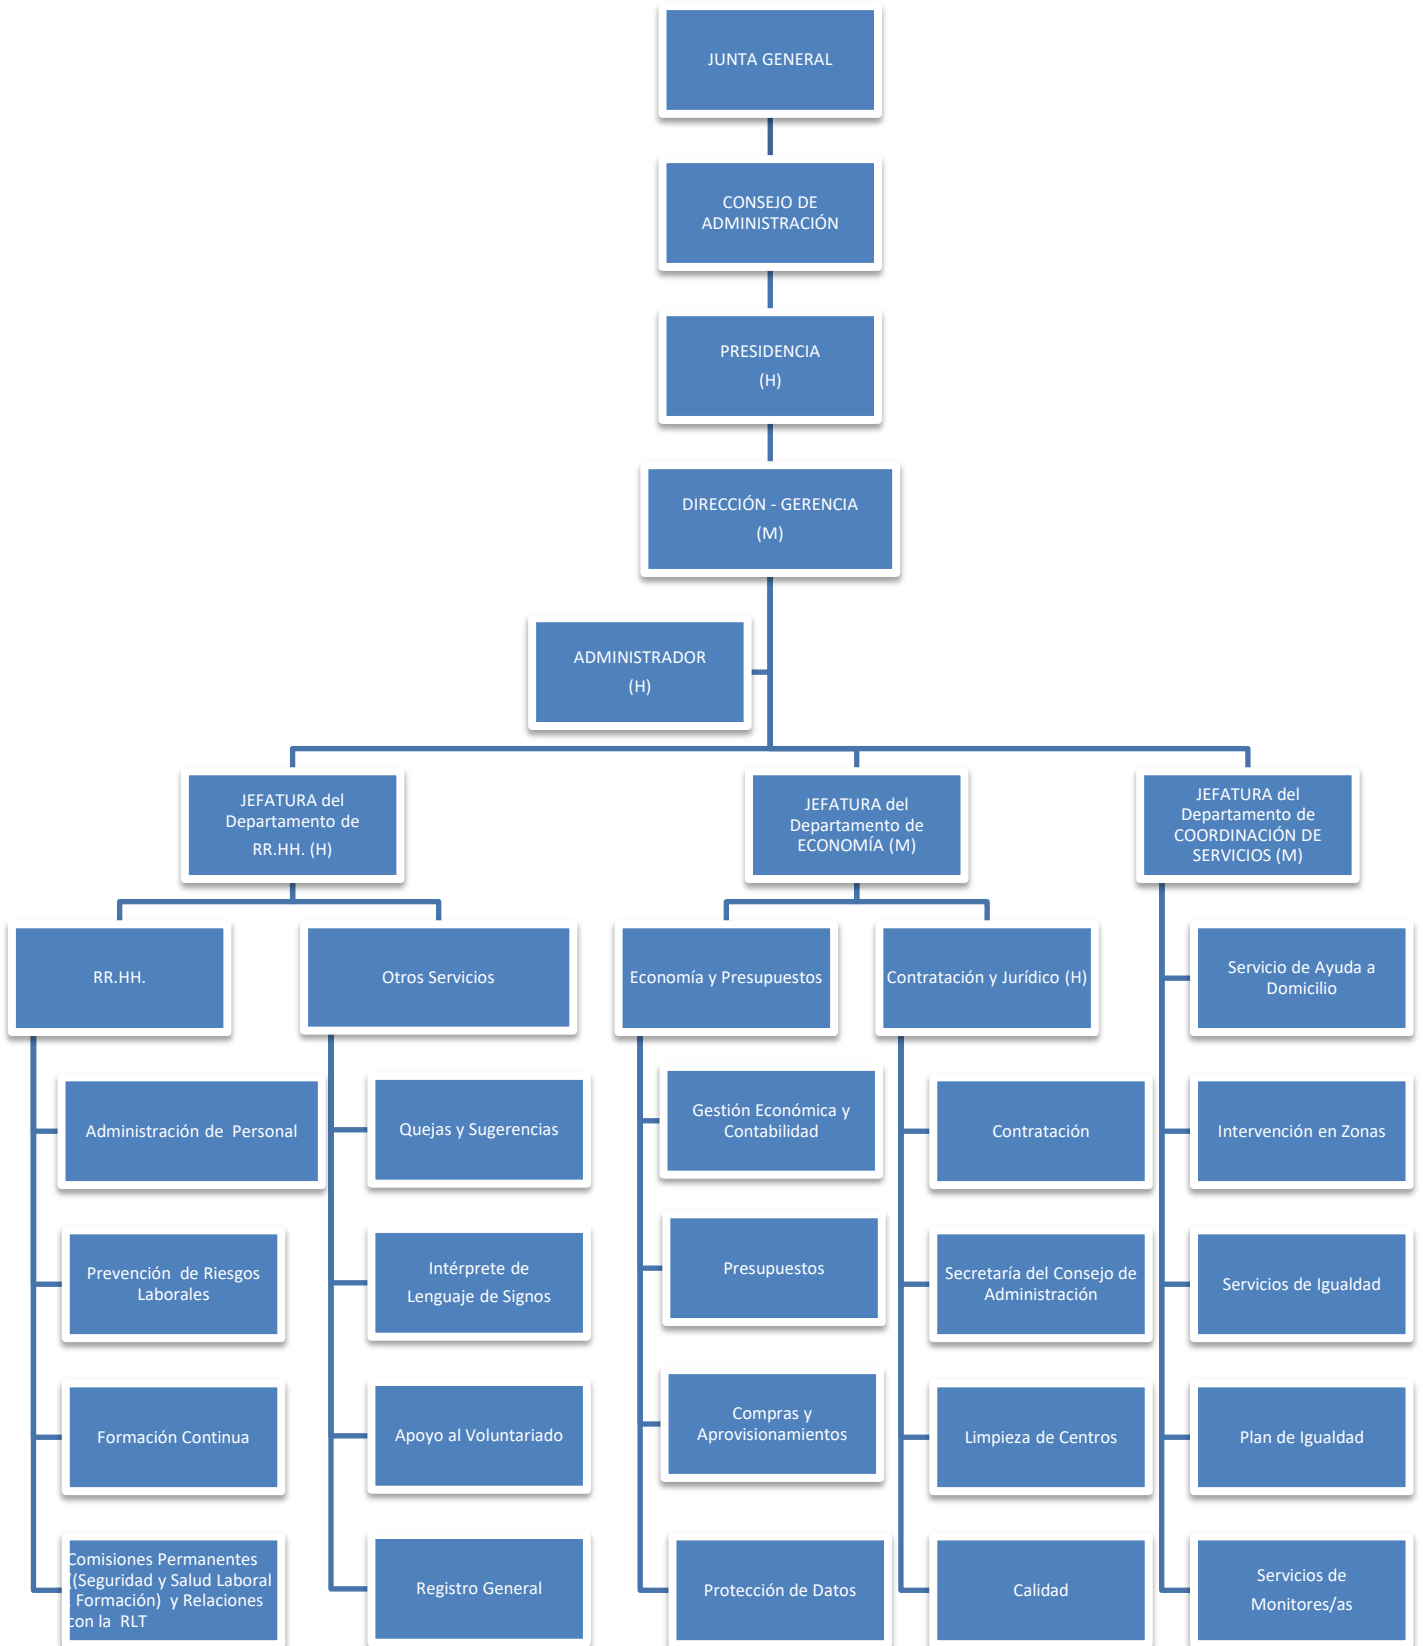 JUNTA GENERAL
CONSEJO DE
ADMINISTRACIÓN
PRESIDENCIA
(H)
DIRECCIÓN - GERENCIA
(M)
ADMINISTRADOR
(H)
JEFATURA del
Departamento de
RR.HH. (H)
JEFATURA del
Departamento de
ECONOMÍA (M)
JEFATURA del
Departamento de
COORDINACIÓN DE
SERVICIOS (M)
RR.HH.
Otros Servicios
Economía y Presupuestos
Contratación y Jurídico (H)
Servicio de Ayuda a
Domicilio
Administración de Personal
Quejas y Sugerencias
Gestión Económica y
Contabilidad
Contratación
Intervención en Zonas
Prevención de Riesgos
Laborales
Intérprete de
Lenguaje de Signos
Presupuestos
Secretaría del Consejo de
Administración
Servicios de Igualdad
Formación Continua
Apoyo al Voluntariado
Compras y
Aprovisionamientos
Limpieza de Centros
Plan de Igualdad
Comisiones Permanentes
((Seguridad y Salud Laboral
Formación) y Relaciones
con la RLT
Registro General
Protección de Datos
Calidad
Servicios de
Monitores/as